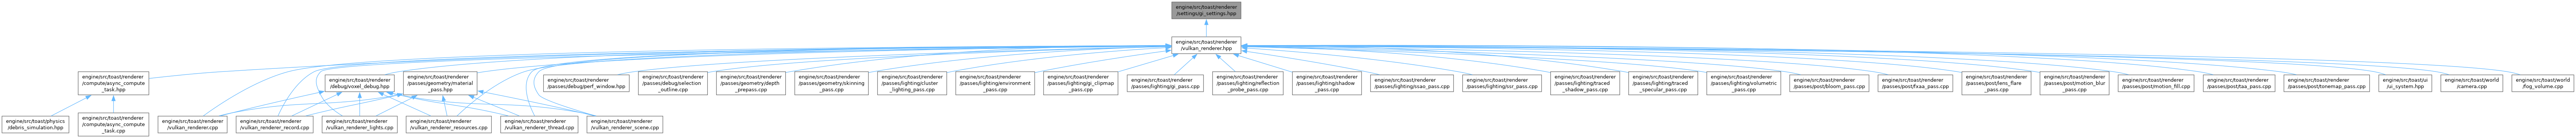 engine/src/toast/renderer
/settings/gi_settings.hpp
engine/src/toast/renderer
/vulkan_renderer.hpp
engine/src/toast/renderer
/compute/async_compute
_task.hpp
engine/src/toast/renderer
/debug/voxel_debug.hpp
engine/src/toast/renderer
/passes/geometry/material
_pass.hpp
engine/src/toast/renderer
/passes/debug/perf_window.hpp
engine/src/toast/renderer
/passes/debug/selection
_outline.cpp
engine/src/toast/renderer
/passes/geometry/depth
_prepass.cpp
engine/src/toast/renderer
/passes/geometry/skinning
_pass.cpp
engine/src/toast/renderer
/passes/lighting/cluster
_lighting_pass.cpp
engine/src/toast/renderer
/passes/lighting/environment
_pass.cpp
engine/src/toast/renderer
/passes/lighting/gi_clipmap
_pass.cpp
engine/src/toast/renderer
/passes/lighting/gi_pass.cpp
engine/src/toast/renderer
/passes/lighting/reflection
_probe_pass.cpp
engine/src/toast/renderer
/passes/lighting/shadow
_pass.cpp
engine/src/toast/renderer
/passes/lighting/ssao_pass.cpp
engine/src/toast/renderer
/passes/lighting/ssr_pass.cpp
engine/src/toast/renderer
/passes/lighting/traced
_shadow_pass.cpp
engine/src/toast/renderer
/passes/lighting/traced
_specular_pass.cpp
engine/src/toast/renderer
/passes/lighting/volumetric
_pass.cpp
engine/src/toast/renderer
/passes/post/bloom_pass.cpp
engine/src/toast/renderer
/passes/post/fxaa_pass.cpp
engine/src/toast/renderer
/passes/post/lens_flare
_pass.cpp
engine/src/toast/renderer
/passes/post/motion_blur
_pass.cpp
engine/src/toast/renderer
/passes/post/motion_fill.cpp
engine/src/toast/renderer
/passes/post/taa_pass.cpp
engine/src/toast/renderer
/passes/post/tonemap_pass.cpp
engine/src/toast/ui
/ui_system.hpp
engine/src/toast/world
/camera.cpp
engine/src/toast/world
/fog_volume.cpp
engine/src/toast/physics
/debris_simulation.hpp
engine/src/toast/renderer
/compute/async_compute
_task.cpp
engine/src/toast/renderer
/vulkan_renderer.cpp
engine/src/toast/renderer
/vulkan_renderer_record.cpp
engine/src/toast/renderer
/vulkan_renderer_lights.cpp
engine/src/toast/renderer
/vulkan_renderer_resources.cpp
engine/src/toast/renderer
/vulkan_renderer_thread.cpp
engine/src/toast/renderer
/vulkan_renderer_scene.cpp